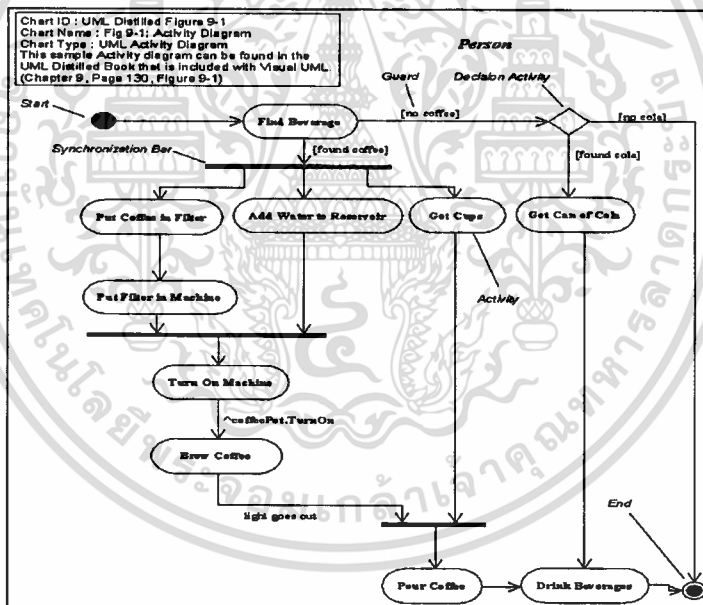 Chart ID : UML Distilled Figure 9-1
Chart Name : Fig 9-1: Activity Diagram
Chart Type : UML Activity Diagram
This sample Activity diagram can be found in the
UML Distilled Book that is included with Visual UML
(Chapter 9, Page 130, Figure 9-1)
Person
Guard
Decision Activity
Start
Find Beverage
[no coffee]
[no cola]
Synchronization Bar
[found coffee]
[found cola]
Put Coffee in Filter
Add Water to Reservoir
Get Cups
Get Can of Cola
Put Filter in Machine
Activity
Turn On Machine
^coffeePot.TurnOn
Brew Coffee
light goes out
End
Pour Coffee
Drink Beverages